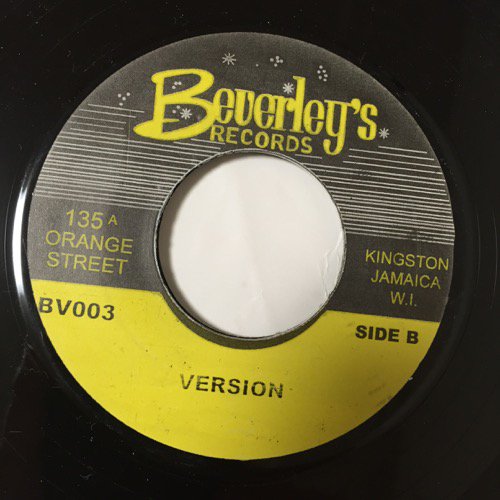 Beverley's
RECORDS
135 A
ORANGE
STREET
KINGSTON
JAMAICA
W.I.
BV003
SIDE B
VERSION